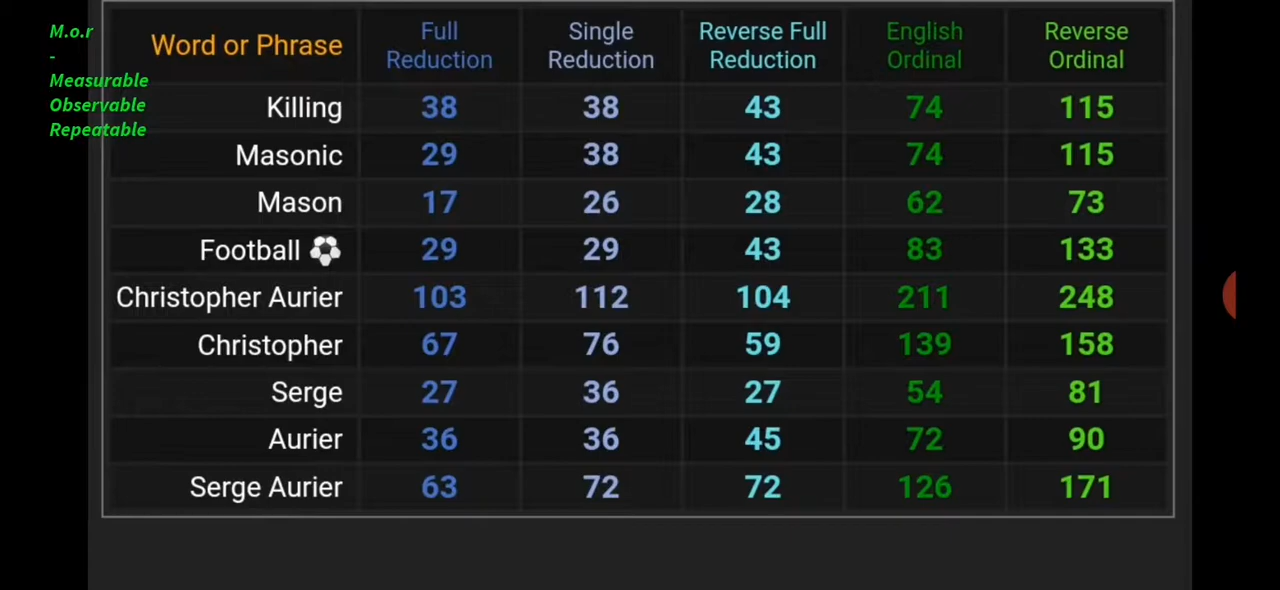 M.o.r
-
Measurable
Observable
Repeatable
Word or Phrase Full Reduction Single Reduction Reverse Full Reduction English Ordinal Reverse Ordinal
Killing 38 38 43 74 115
Masonic 29 38 43 74 115
Mason 17 26 28 62 73
Football ⚽ 29 29 43 83 133
Christopher Aurier 103 112 104 211 248
Christopher 67 76 59 139 158
Serge 27 36 27 54 81
Aurier 36 36 45 72 90
Serge Aurier 63 72 72 126 171